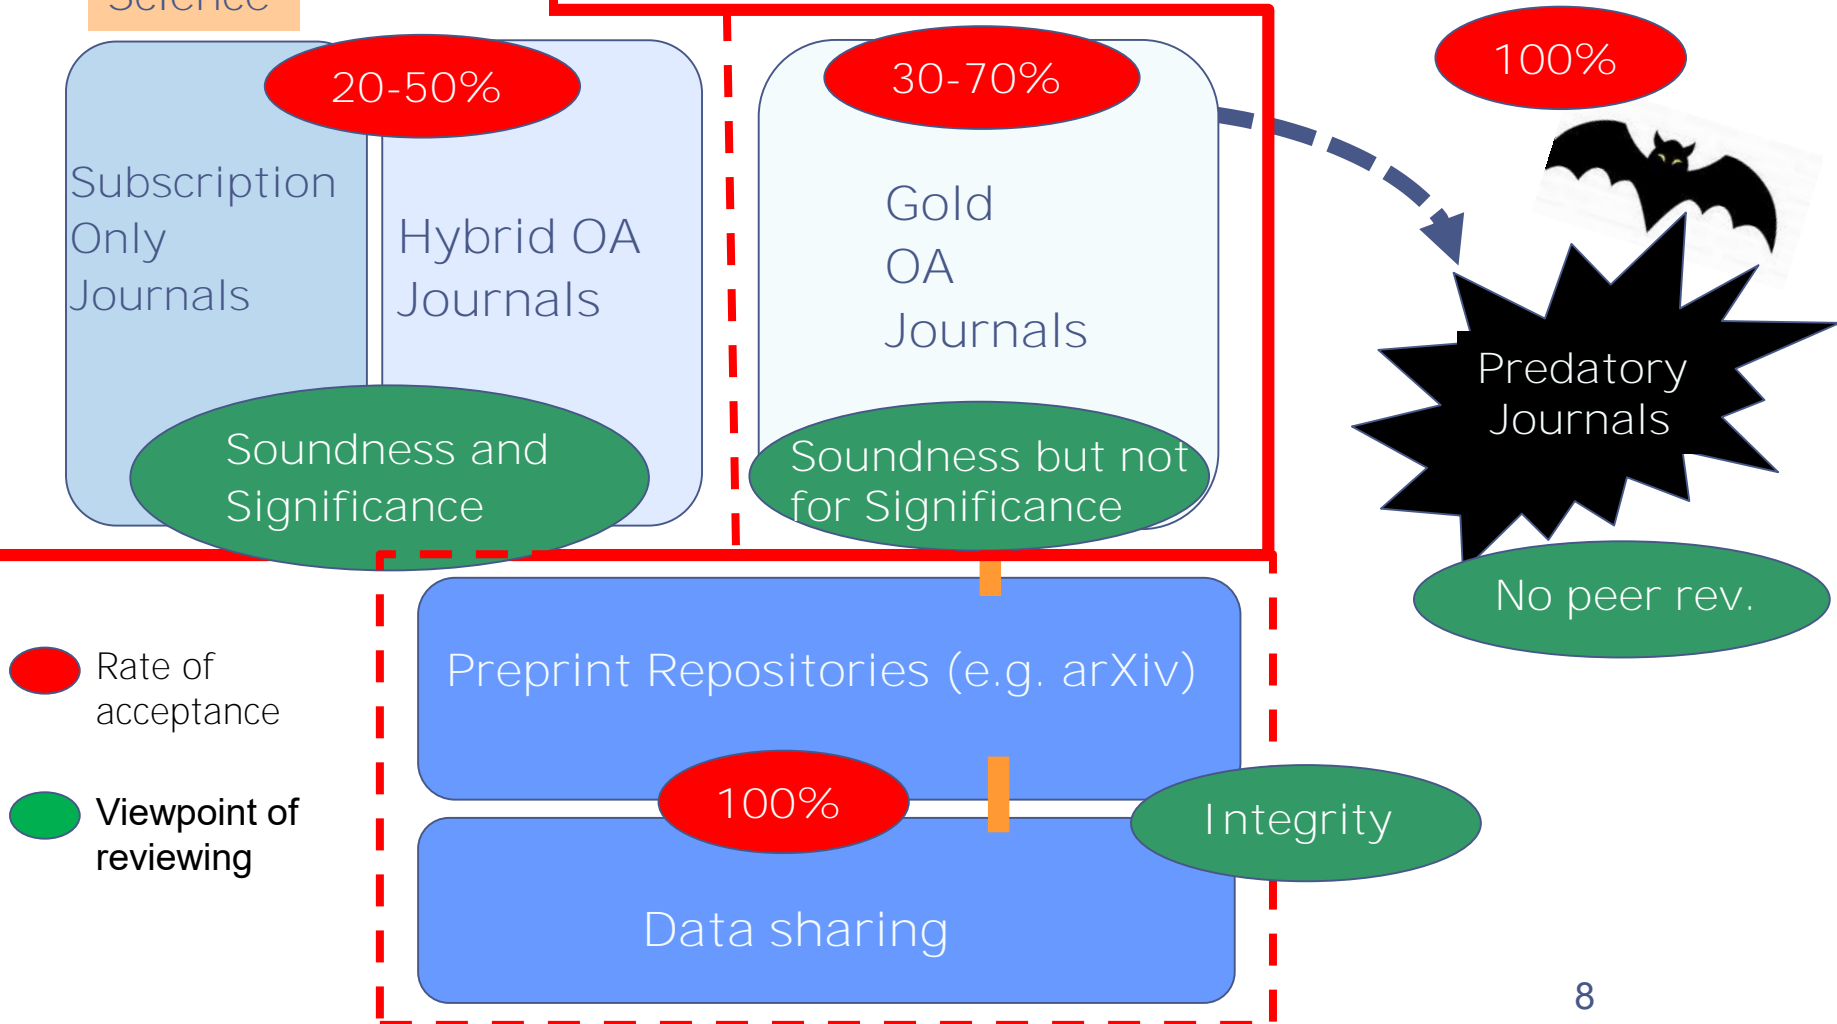 Science
20-50%
30-70%
100%
Subscription
Only
Journals
Hybrid OA
Journals
Gold
OA
Journals
Predatory
Journals
Soundness and
Significance
Soundness but not
for Significance
No peer rev.
Rate of
acceptance
Preprint Repositories (e.g. arXiv)
100%
Integrity
Viewpoint of
reviewing
Data sharing
8